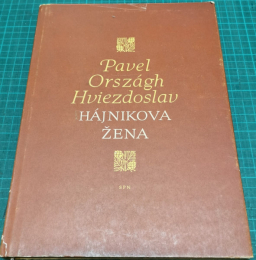 Pavel
Országh
Hviezdoslav
HÁJNIKOVA
ŽENA
SPN